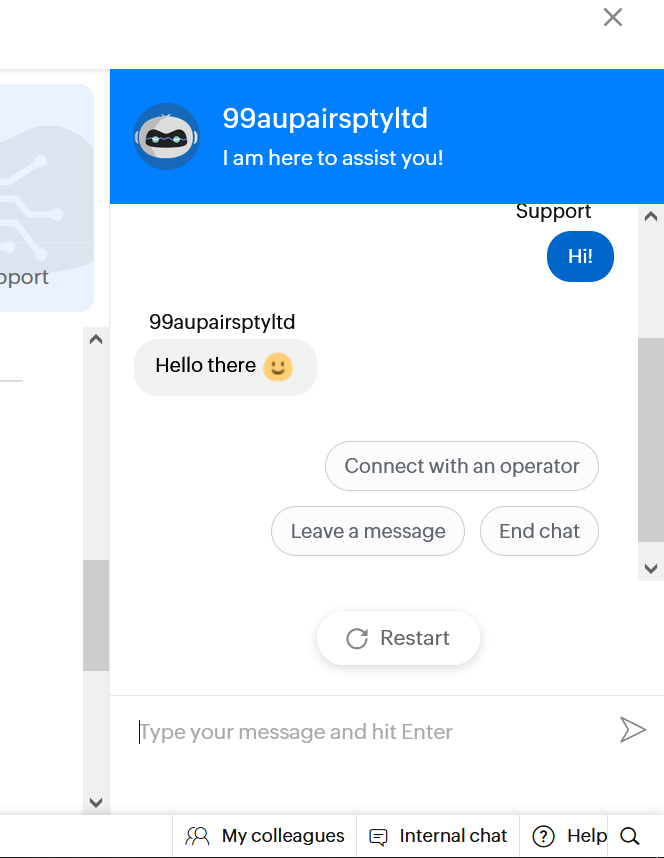 99aupairsptyltd
I am here to assist you!
Support
Hi!
pport
99aupairsptyltd
Hello there
Connect with an operator
Leave a message
End chat
Restart
Type your message and hit Enter
My colleagues
Internal chat
Help